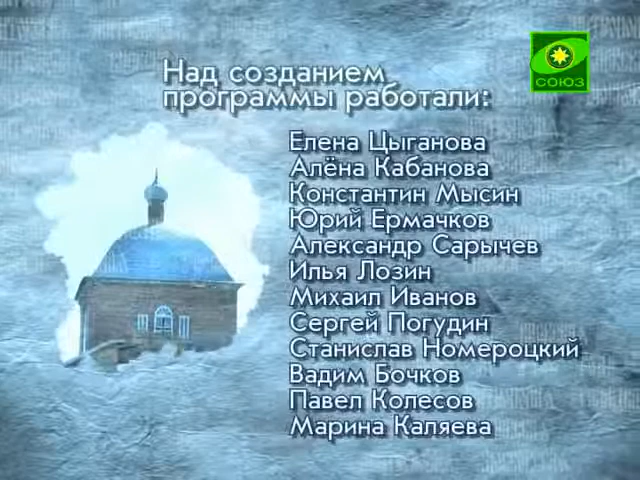 Над созданием
программы работали:
СОЮЗ
Елена Цыганова
Алёна Кабанова
Константин Мысин
Юрий Ермачков
Александр Сарычев
Илья Лозин
Михаил Иванов
Сергей Погудин
Станислав Номероцкий
Вадим Бочков
Павел Колесов
Марина Каляева